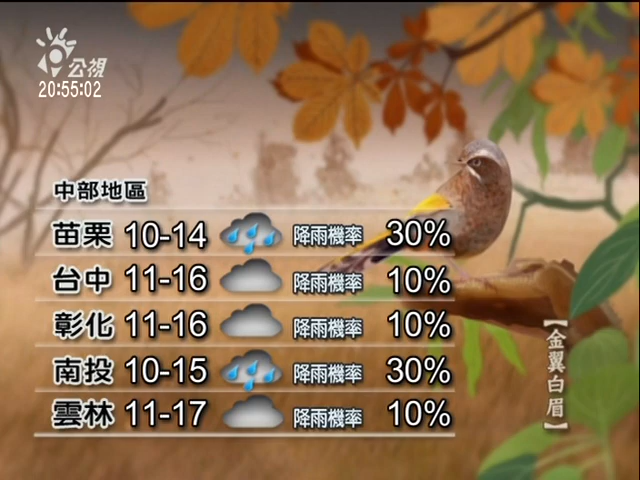 公視
20:55:02
中部地區
苗栗 10-14 降雨機率 30%
台中 11-16 降雨機率 10%
彰化 11-16 降雨機率 10%
南投 10-15 降雨機率 30%
雲林 11-17 降雨機率 10%
【金翼白眉】